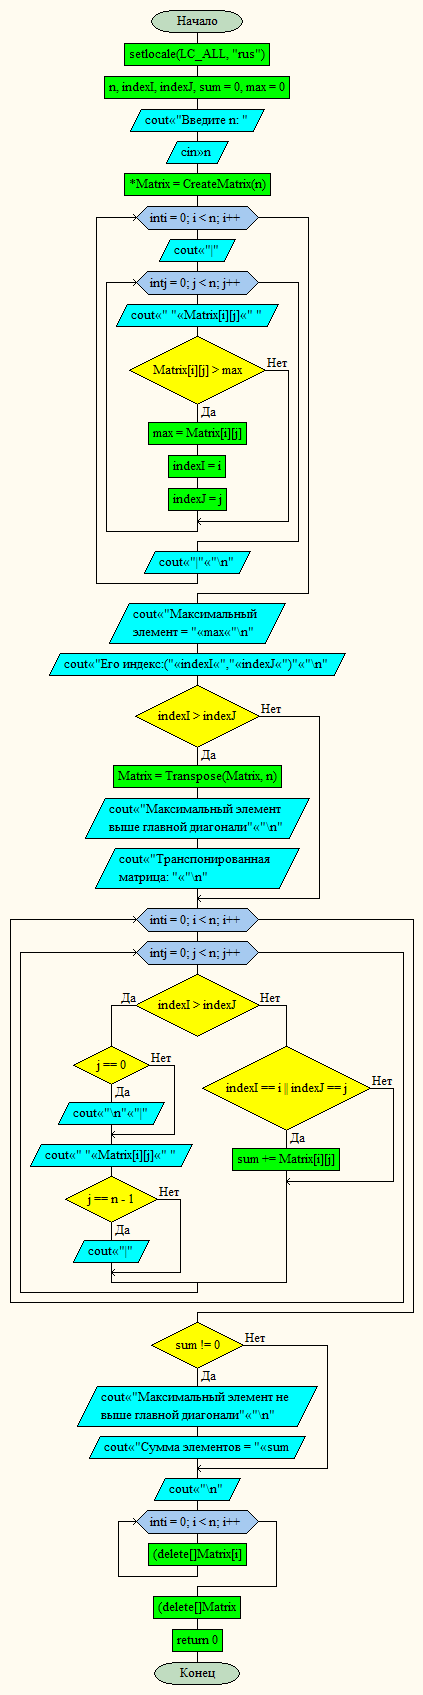 Начало
setlocale(LC_ALL, "rus")
n, indexI, indexJ, sum = 0, max = 0
cout«"Введите n: "
cin»n
*Matrix = CreateMatrix(n)
inti = 0; i < n; i++
cout«"|"
intj = 0; j < n; j++
cout«" "«Matrix[i][j]«" "
Matrix[i][j] > max
Нет
Да
max = Matrix[i][j]
indexI = i
indexJ = j
cout«"|"«"\n"
cout«"Максимальный
элемент = "«max«"\n"
cout«"Его индекс:("«indexI«","«indexJ«")"«"\n"
indexI > indexJ
Нет
Да
Matrix = Transpose(Matrix, n)
cout«"Максимальный элемент
выше главной диагонали"«"\n"
cout«"Транспонированная
матрица: "«"\n"
inti = 0; i < n; i++
intj = 0; j < n; j++
indexI > indexJ
Да
Нет
j == 0
Нет
Да
cout«"\n"«"|"
cout«" "«Matrix[i][j]«" "
j == n - 1
Нет
Да
cout«"|"
indexI == i || indexJ == j
Нет
Да
sum += Matrix[i][j]
sum != 0
Нет
Да
cout«"Максимальный элемент не
выше главной диагонали"«"\n"
cout«"Сумма элементов = "«sum
cout«"\n"
inti = 0; i < n; i++
(delete[]Matrix[i]
(delete[]Matrix
return 0
Конец